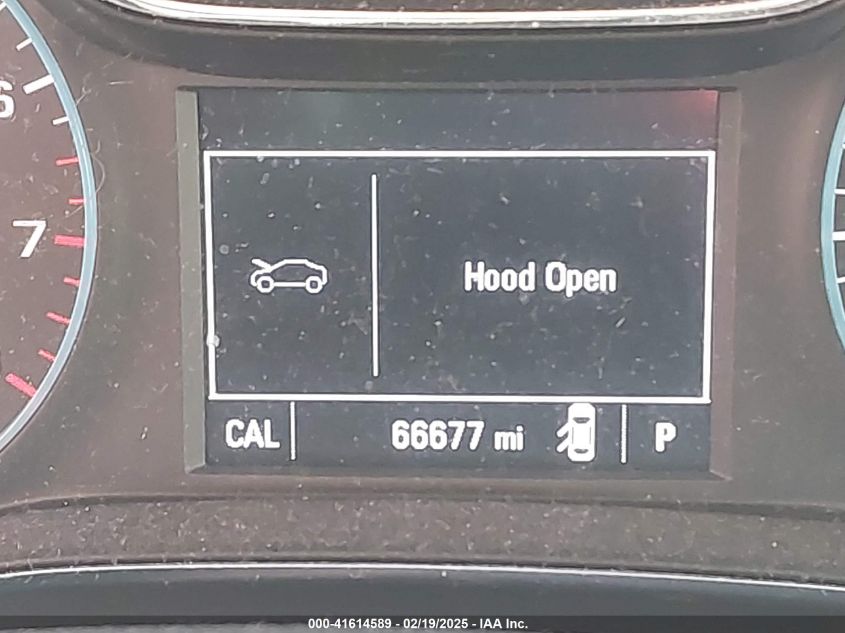 6
7
Hood Open
CAL 66677 mi P
000-41614589 - 02/19/2025 - IAA Inc.